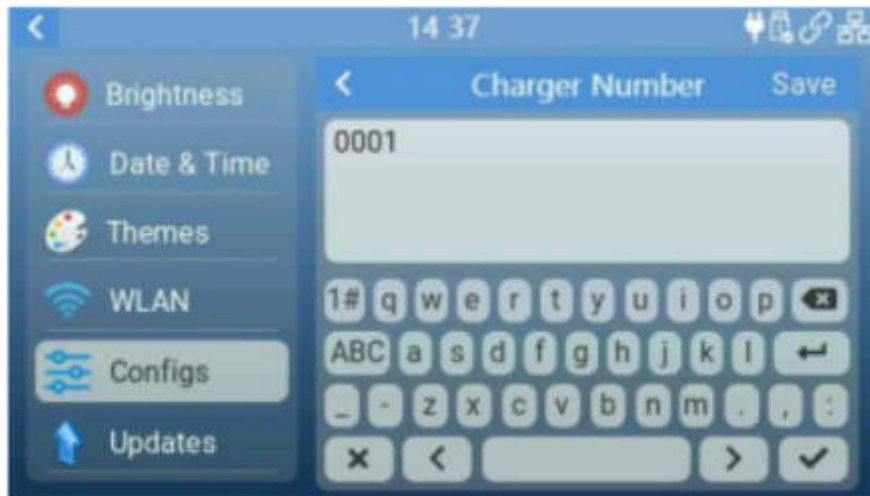 14 37
Brightness
Date & Time
Themes
WLAN
Configs
Updates
Charger Number
Save
0001
1# q w e r t y u i o p
ABC a s d f g h j k l
_ - z x c v b n m . , :